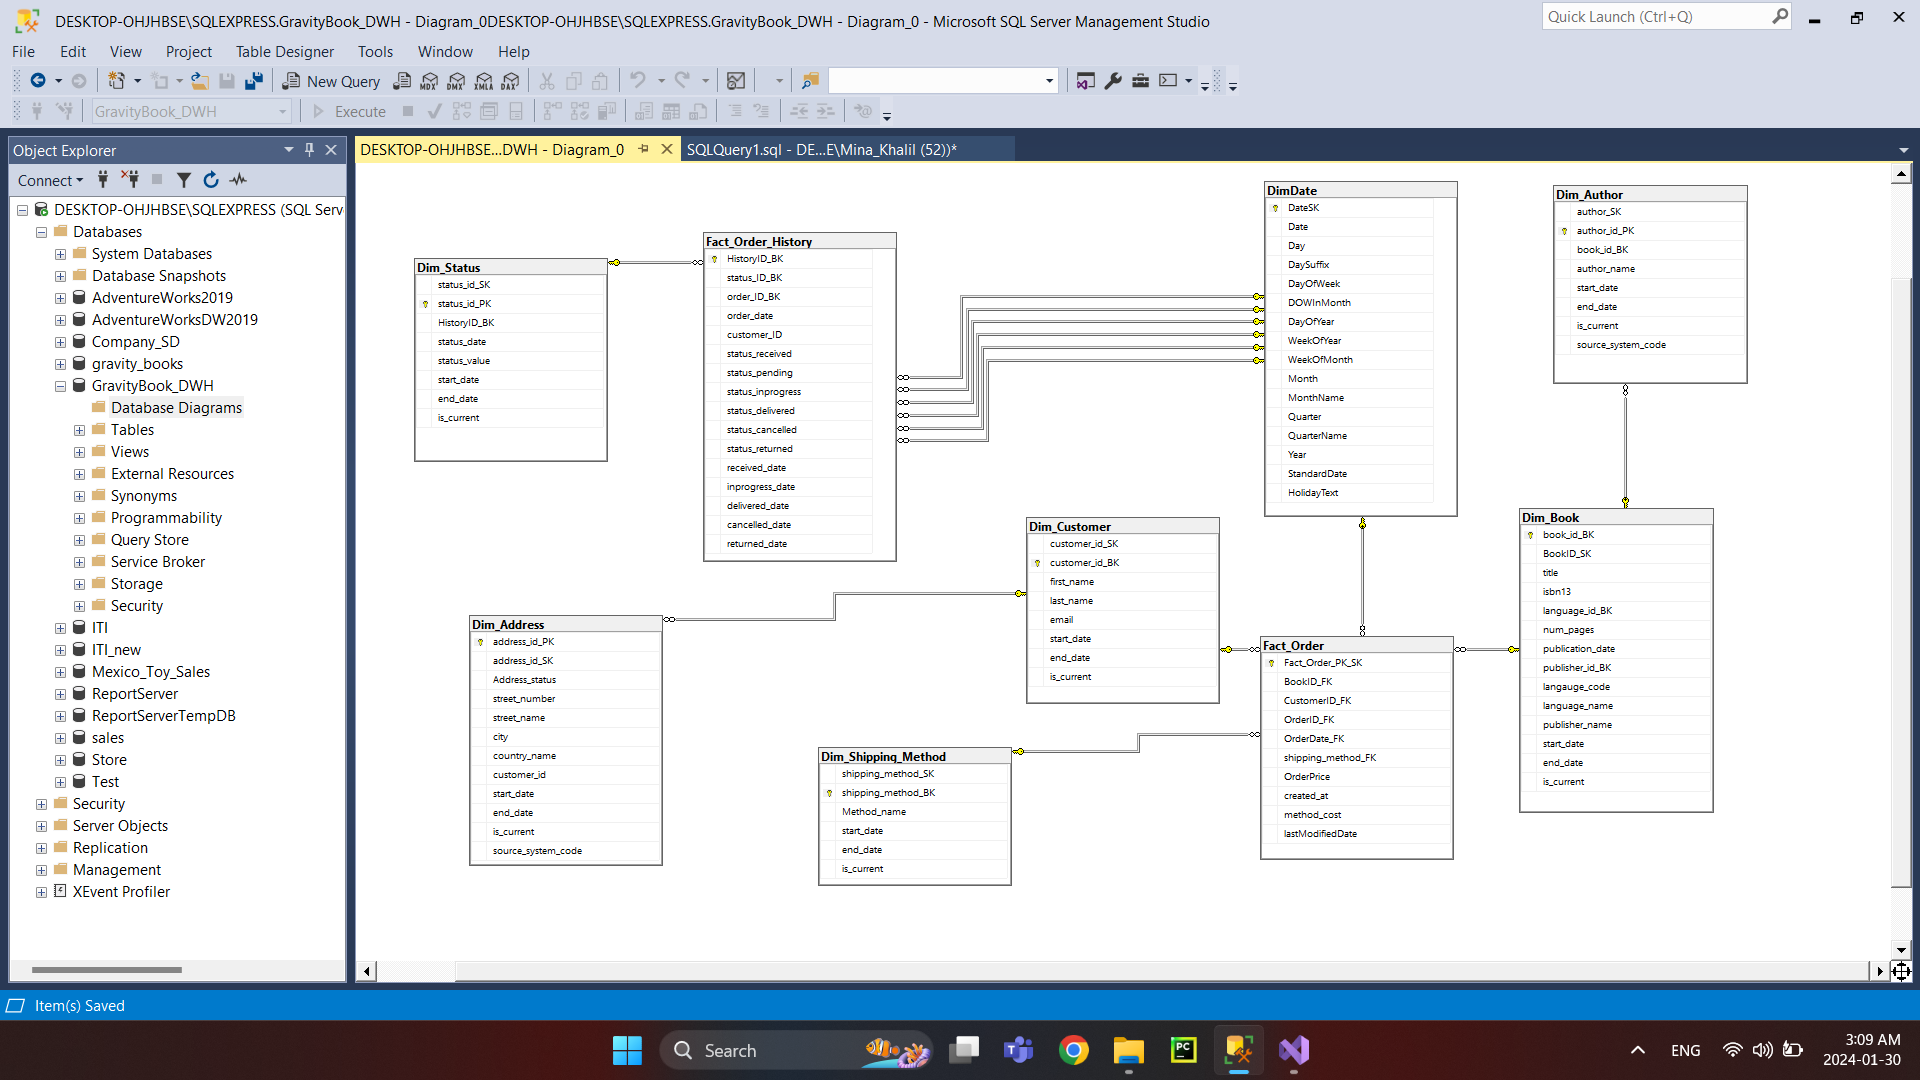 DESKTOP-OHJHBSE\SQLEXPRESS.GravityBook_DWH - Diagram_0DESKTOP-OHJHBSE\SQLEXPRESS.GravityBook_DWH - Diagram_0 - Microsoft SQL Server Management Studio
Quick Launch (Ctrl+Q)
File Edit View Project Table Designer Tools Window Help
New Query MDX DMX XMLA DAX
GravityBook_DWH Execute
Object Explorer
Connect
DESKTOP-OHJHBSE\SQLEXPRESS (SQL Serv
Databases
System Databases
Database Snapshots
AdventureWorks2019
AdventureWorksDW2019
Company_SD
gravity_books
GravityBook_DWH
Database Diagrams
Tables
Views
External Resources
Synonyms
Programmability
Query Store
Service Broker
Storage
Security
ITI
ITI_new
Mexico_Toy_Sales
ReportServer
ReportServerTempDB
sales
Store
Test
Security
Server Objects
Replication
Management
XEvent Profiler
DESKTOP-OHJHBSE...DWH - Diagram_0
SQLQuery1.sql - DE...E\Mina_Khalil (52))*
Dim_Status
status_id_SK
status_id_PK
HistoryID_BK
status_date
status_value
start_date
end_date
is_current
Fact_Order_History
HistoryID_BK
status_ID_BK
order_ID_BK
order_date
customer_ID
status_received
status_pending
status_inprogress
status_delivered
status_cancelled
status_returned
received_date
inprogress_date
delivered_date
cancelled_date
returned_date
DimDate
DateSK
Date
Day
DaySuffix
DayOfWeek
DOWInMonth
DayOfYear
WeekOfYear
WeekOfMonth
Month
MonthName
Quarter
QuarterName
Year
StandardDate
HolidayText
Dim_Author
author_SK
author_id_PK
book_id_BK
author_name
start_date
end_date
is_current
source_system_code
Dim_Customer
customer_id_SK
customer_id_BK
first_name
last_name
email
start_date
end_date
is_current
Dim_Book
book_id_BK
BookID_SK
title
isbn13
language_id_BK
num_pages
publication_date
publisher_id_BK
langauge_code
language_name
publisher_name
start_date
end_date
is_current
Dim_Address
address_id_PK
address_id_SK
Address_status
street_number
street_name
city
country_name
customer_id
start_date
end_date
is_current
source_system_code
Fact_Order
Fact_Order_PK_SK
BookID_FK
CustomerID_FK
OrderID_FK
OrderDate_FK
shipping_method_FK
OrderPrice
created_at
method_cost
lastModifiedDate
Dim_Shipping_Method
shipping_method_SK
shipping_method_BK
Method_name
start_date
end_date
is_current
Item(s) Saved
Search
PC
ENG
3:09 AM
2024-01-30